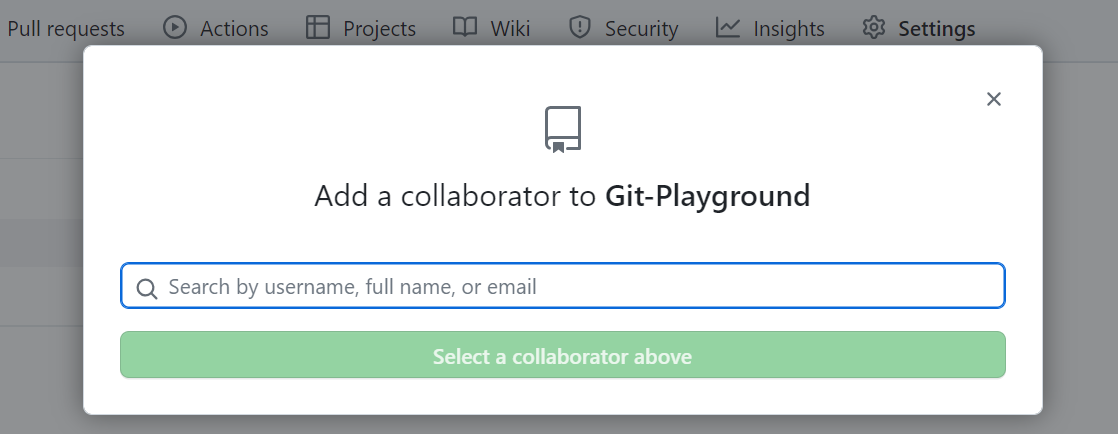 Pull requests Actions Projects Wiki Security Insights Settings
Add a collaborator to Git-Playground
Search by username, full name, or email
Select a collaborator above